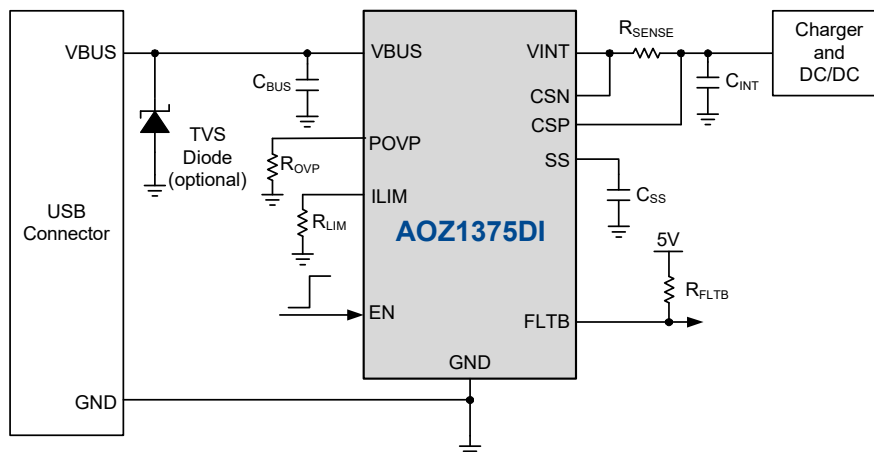 VBUS
USB
Connector
GND
TVS
Diode
(optional)
CBUS
ROVP
RLIM
VBUS
POVP
ILIM
EN
AOZ1375DI
GND
VINT
CSN
CSP
SS
FLTB
RSENSE
CINT
CSS
5V
RFLTB
Charger
and
DC/DC